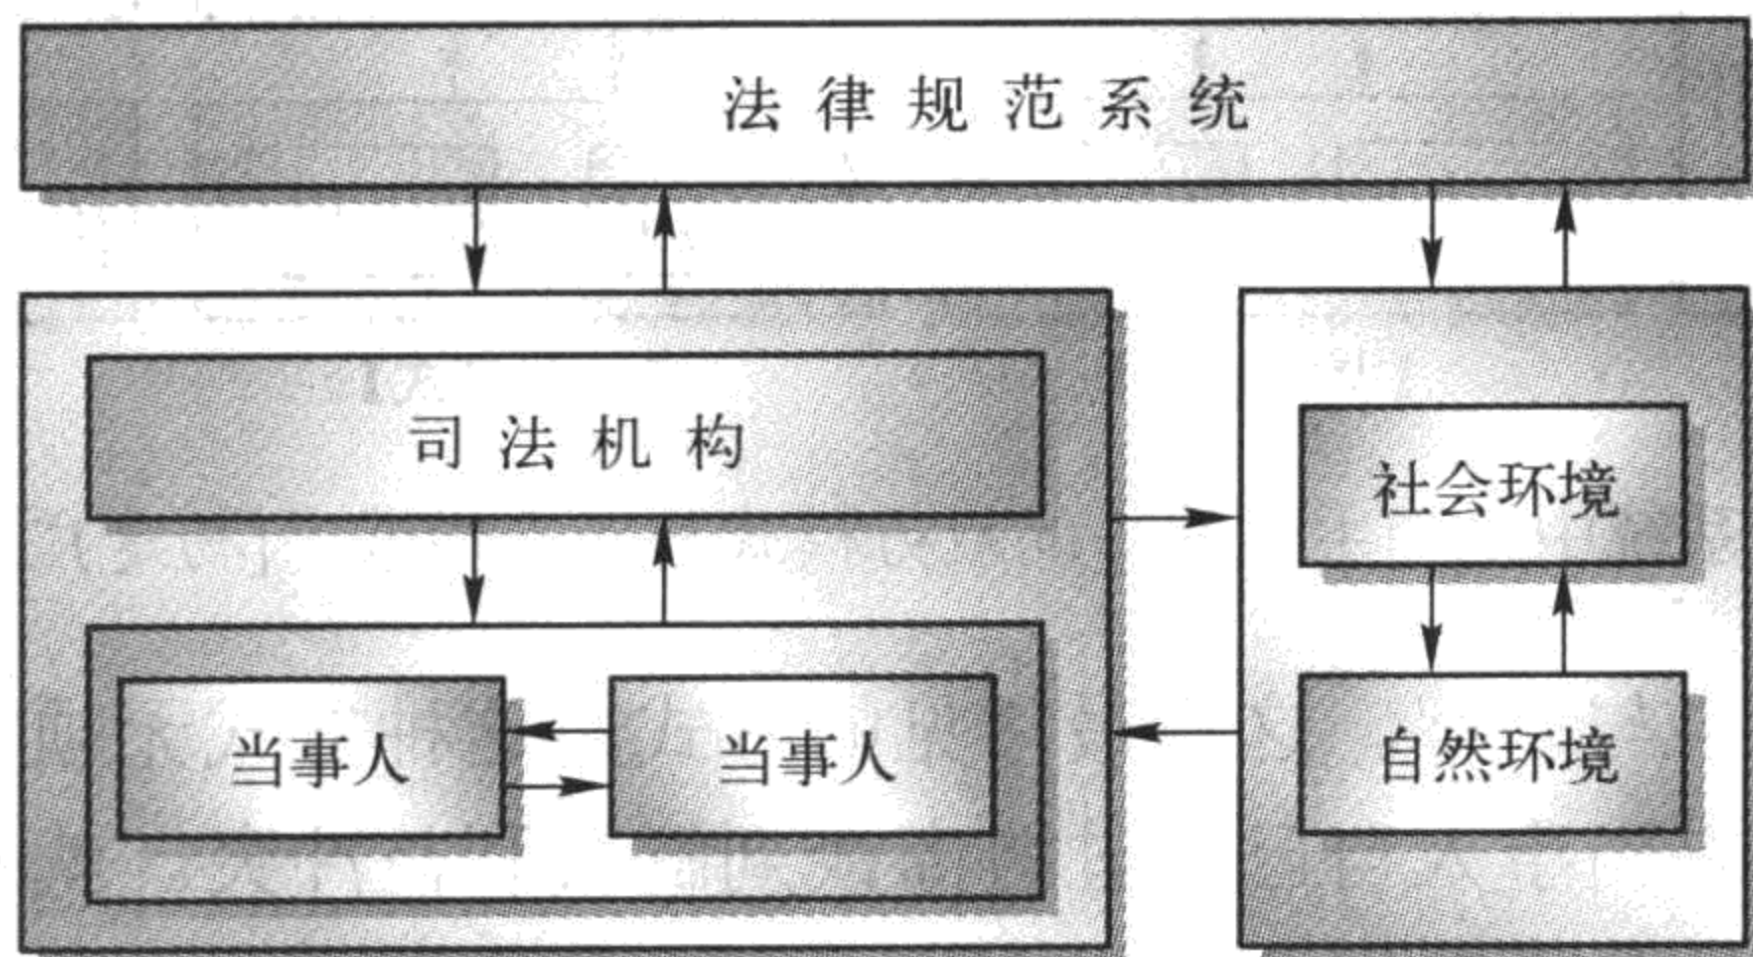 法律规范系统
司法机构
社会环境
当事人 当事人 自然环境